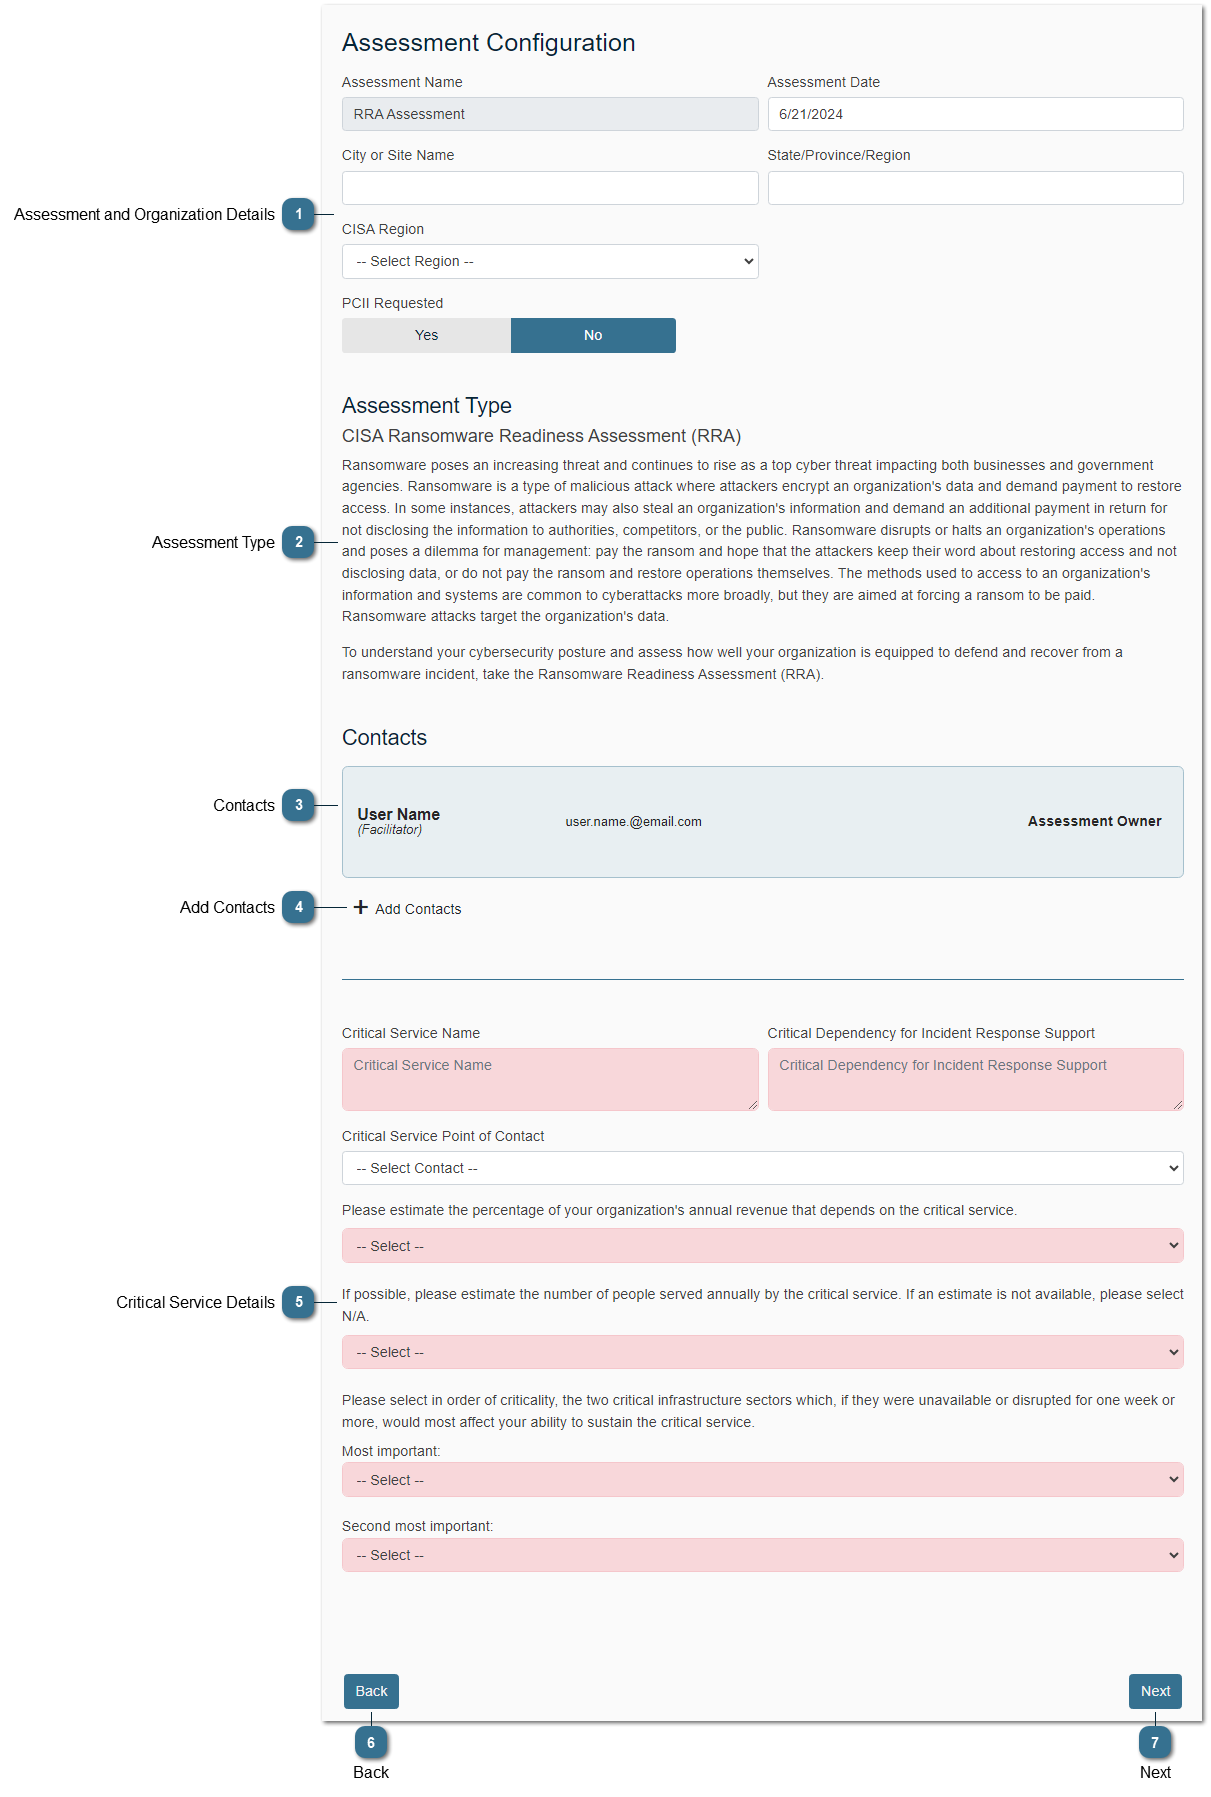 Assessment Configuration
Assessment Name
Assessment Date
RRA Assessment
6/21/2024
City or Site Name
State/Province/Region
Assessment and Organization Details 1
CISA Region
-- Select Region --
PCII Requested
Yes
No
Assessment Type
CISA Ransomware Readiness Assessment (RRA)
Ransomware poses an increasing threat and continues to rise as a top cyber threat impacting both businesses and government
agencies. Ransomware is a type of malicious attack where attackers encrypt an organization's data and demand payment to restore
access. In some instances, attackers may also steal an organization's information and demand an additional payment in return for
not disclosing the information to authorities, competitors, or the public. Ransomware disrupts or halts an organization's operations
Assessment Type 2
and poses a dilemma for management: pay the ransom and hope that the attackers keep their word about restoring access and not
disclosing data, or do not pay the ransom and restore operations themselves. The methods used to access to an organization's
information and systems are common to cyberattacks more broadly, but they are aimed at forcing a ransom to be paid.
Ransomware attacks target the organization's data.
To understand your cybersecurity posture and assess how well your organization is equipped to defend and recover from a
ransomware incident, take the Ransomware Readiness Assessment (RRA).
Contacts
Contacts 3
User Name
(Facilitator)
user.name.@email.com
Assessment Owner
Add Contacts 4
+ Add Contacts
Critical Service Name
Critical Dependency for Incident Response Support
Critical Service Name
Critical Dependency for Incident Response Support
Critical Service Point of Contact
-- Select Contact --
Please estimate the percentage of your organization's annual revenue that depends on the critical service.
-- Select --
Critical Service Details 5
If possible, please estimate the number of people served annually by the critical service. If an estimate is not available, please select
N/A.
-- Select --
Please select in order of criticality, the two critical infrastructure sectors which, if they were unavailable or disrupted for one week or
more, would most affect your ability to sustain the critical service.
Most important:
-- Select --
Second most important:
-- Select --
Back
Next
6
7
Back
Next